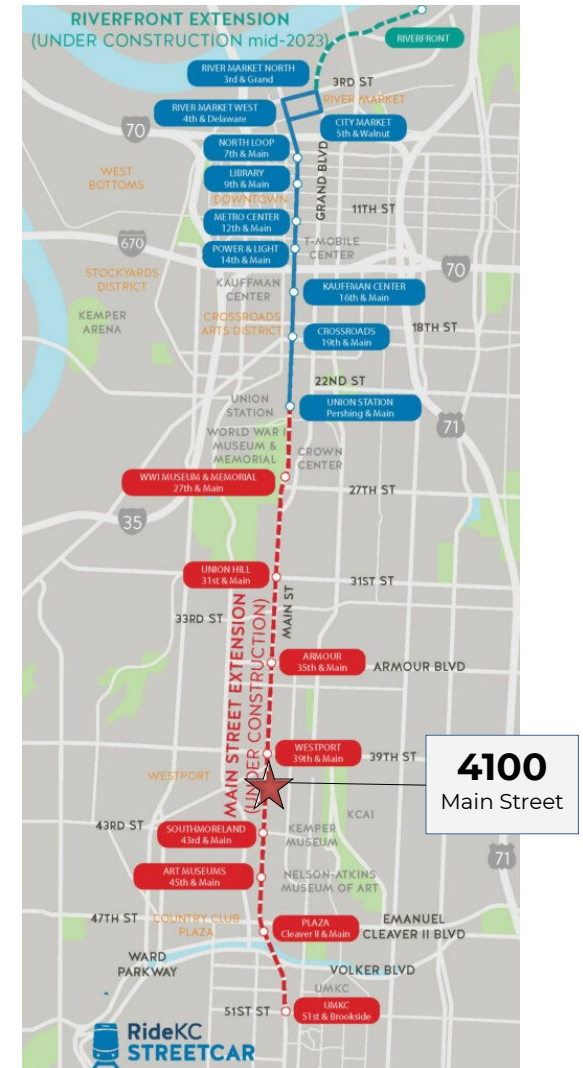 RIVERFRONT EXTENSION
(UNDER CONSTRUCTION mid-2023)
RIVERFRONT
RIVER MARKET NORTH
3rd & Grand
3RD ST
RIVER MARKET
RIVER MARKET WEST
4th & Delaware
CITY MARKET
5th & Walnut
70
NORTH LOOP
7th & Main
GRAND BLVD
WEST
BOTTOMS
LIBRARY
9th & Main
DOWNTOWN
11TH ST
METRO CENTER
12th & Main
POWER & LIGHT
14th & Main
T-MOBILE
CENTER
670
70
STOCKYARDS
DISTRICT
KAUFFMAN
CENTER
KAUFFMAN CENTER
16th & Main
KEMPER
ARENA
CROSSROADS
ARTS DISTRICT
CROSSROADS
19th & Main
18TH ST
22ND ST
UNION
STATION
UNION STATION
Pershing & Main
71
WORLD WAR I
MUSEUM &
MEMORIAL
CROWN
CENTER
WWI MUSEUM & MEMORIAL
27th & Main
27TH ST
35
UNION HILL
31st & Main
31ST ST
33RD ST
MAIN ST
MAIN STREET EXTENSION
(UNDER CONSTRUCTION)
ARMOUR
35th & Main
ARMOUR BLVD
WESTPORT
39th & Main
39TH ST
4100
Main Street
WESTPORT
KCAI
43RD ST
SOUTHMORELAND
43rd & Main
KEMPER
MUSEUM
71
ART MUSEUMS
45th & Main
NELSON-ATKINS
MUSEUM OF ART
47TH ST
COUNTRY CLUB
PLAZA
PLAZA
Cleaver II & Main
EMANUEL
CLEAVER II BLVD
WARD
PARKWAY
VOLKER BLVD
UMKC
51ST ST
UMKC
51st & Brookside
RideKC
STREETCAR